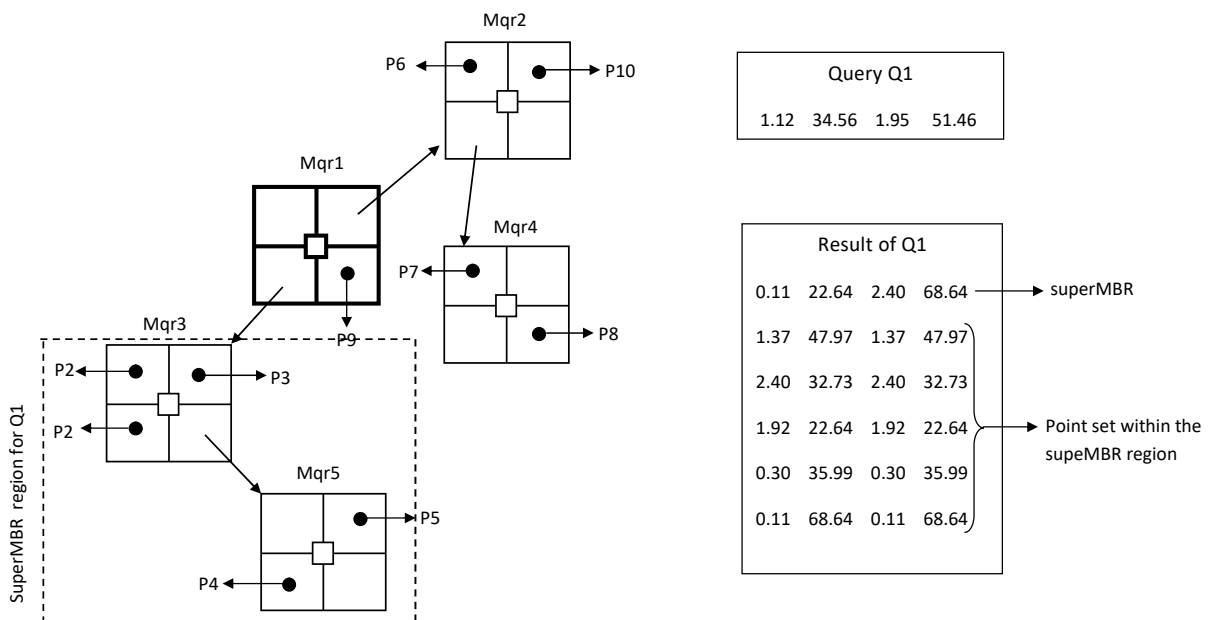 Mqr2
P6
P10
Mqr1
Mqr4
P7
P8
P9
Mqr3
P2
P3
P2
Mqr5
P5
P4
SuperMBR region for Q1
Query Q1
1.12 34.56 1.95 51.46
Result of Q1
0.11 22.64 2.40 68.64
superMBR
1.37 47.97 1.37 47.97
2.40 32.73 2.40 32.73
1.92 22.64 1.92 22.64
0.30 35.99 0.30 35.99
0.11 68.64 0.11 68.64
Point set within the
supeMBR region